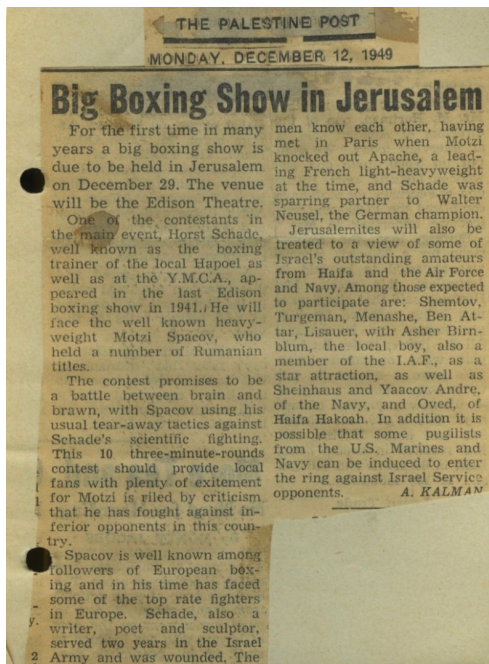 THE PALESTINE POST
MONDAY, DECEMBER 12, 1949
Big Boxing Show in Jerusalem
For the first time in many
years a big boxing show is
due to be held in Jerusalem
on December 29. The venue
will be the Edison Theatre.
One of the contestants in
the main event, Horst Schade,
well known as the boxing
trainer of the local Hapoel as
well as at the Y.M.C.A., ap-
peared in the last Edison
boxing show in 1941. He will
face the well known heavy-
weight Motzi Spacov, who
held a number of Rumanian
titles.
The contest promises to be
a battle between brain and
brawn, with Spacov using his
usual tear-away tactics against
Schade's scientific fighting.
This 10 three-minute-rounds
contest should provide local
fans with plenty of exitement
for Motzi is riled by criticism
that he has fought against in-
ferior opponents in this coun-
try.
Spacov is well known among
followers of European box-
ing and in his time has faced
some of the top rate fighters
in Europe. Schade, also a
writer, poet and sculptor,
served two years in the Israel
Army and was wounded. The
men know each other, having
met in Paris when Motzi
knocked out Apache, a lead-
ing French light-heavyweight
at the time, and Schade was
sparring partner to Walter
Neusel, the German champion.
Jerusalemites will also be
treated to a view of some of
Israel's outstanding amateurs
from Haifa and the Air Force
and Navy. Among those expected
to participate are: Shemtov,
Turgeman, Menashe, Ben At-
tar, Lisauer, with Asher Birn-
blum, the local boy, also a
member of the I.A.F., as a
star attraction, as well as
Sheinhaus and Yaacov Andre,
of the Navy, and Oved, of
Haifa Hakoah. In addition it is
possible that some pugilists
from the U.S. Marines and
Navy can be induced to enter
the ring against Israel Service
opponents. A. KALMAN
y.
2